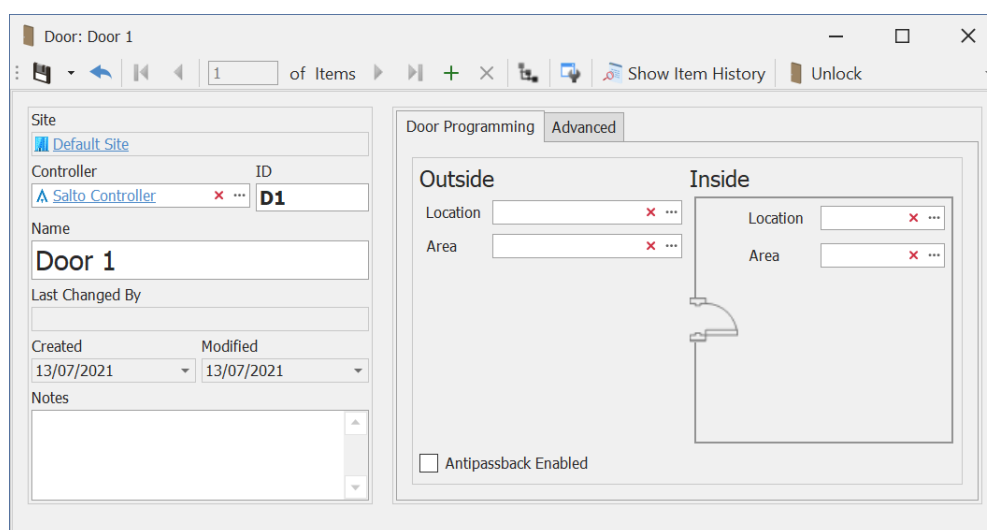 Door: Door 1
1 of Items Show Item History Unlock
Site
Default Site
Controller ID
Salto Controller D1
Name
Door 1
Last Changed By
Created Modified
13/07/2021 13/07/2021
Notes
Door Programming Advanced
Outside Inside
Location Location
Area Area
Antipassback Enabled